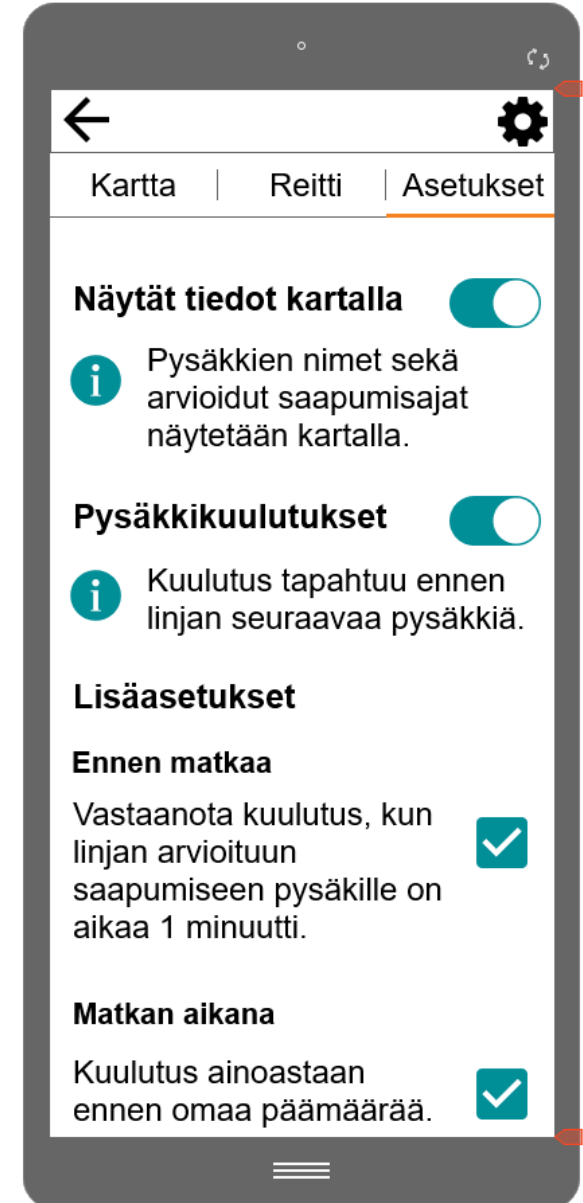 Kartta | Reitti | Asetukset
Näytät tiedot kartalla
i Pysäkkien nimet sekä
arvioidut saapumisajat
näytetään kartalla.
Pysäkkikuulutukset
i Kuulutus tapahtuu ennen
linjan seuraavaa pysäkkiä.
Lisäasetukset
Ennen matkaa
Vastaanota kuulutus, kun
linjan arvioituun
saapumiseen pysäkille on
aikaa 1 minuutti.
Matkan aikana
Kuulutus ainoastaan
ennen omaa päämäärää.